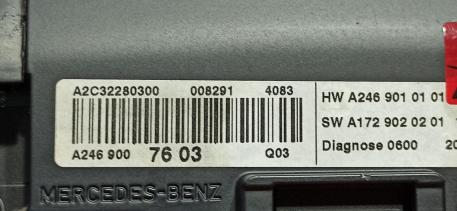 A2C32280300 008291 4083
A246 900 76 03 Q03
HW A246 901 01 01
SW A172 902 02 01
Diagnose 0600 20
MERCEDES-BENZ